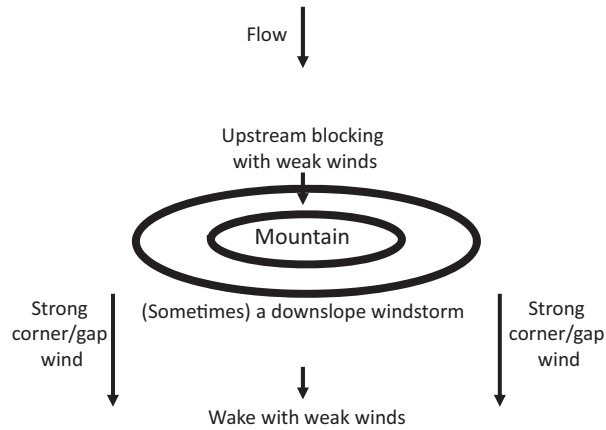 Flow
Upstream blocking
with weak winds
Mountain
Strong
corner/gap
wind
(Sometimes) a downslope windstorm
Strong
corner/gap
wind
Wake with weak winds